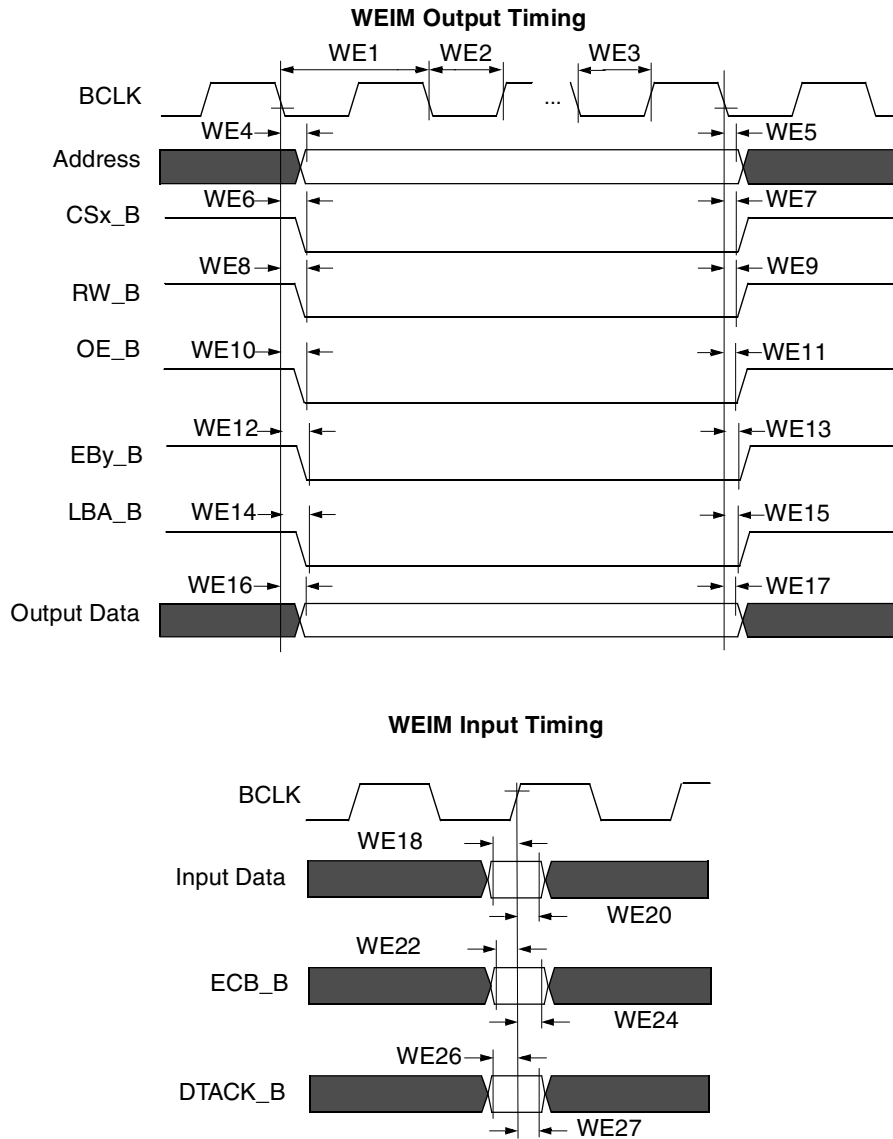 WEIM Output Timing
WE1 WE2 WE3
BCLK ...
WE4 WE5
Address
WE6 WE7
CSx_B
WE8 WE9
RW_B
OE_B
WE10 WE11
WE12 WE13
EBy_B
LBA_B
WE14 WE15
WE16 WE17
Output Data
WEIM Input Timing
BCLK
WE18
Input Data
WE20
WE22
ECB_B
WE24
WE26
DTACK_B
WE27